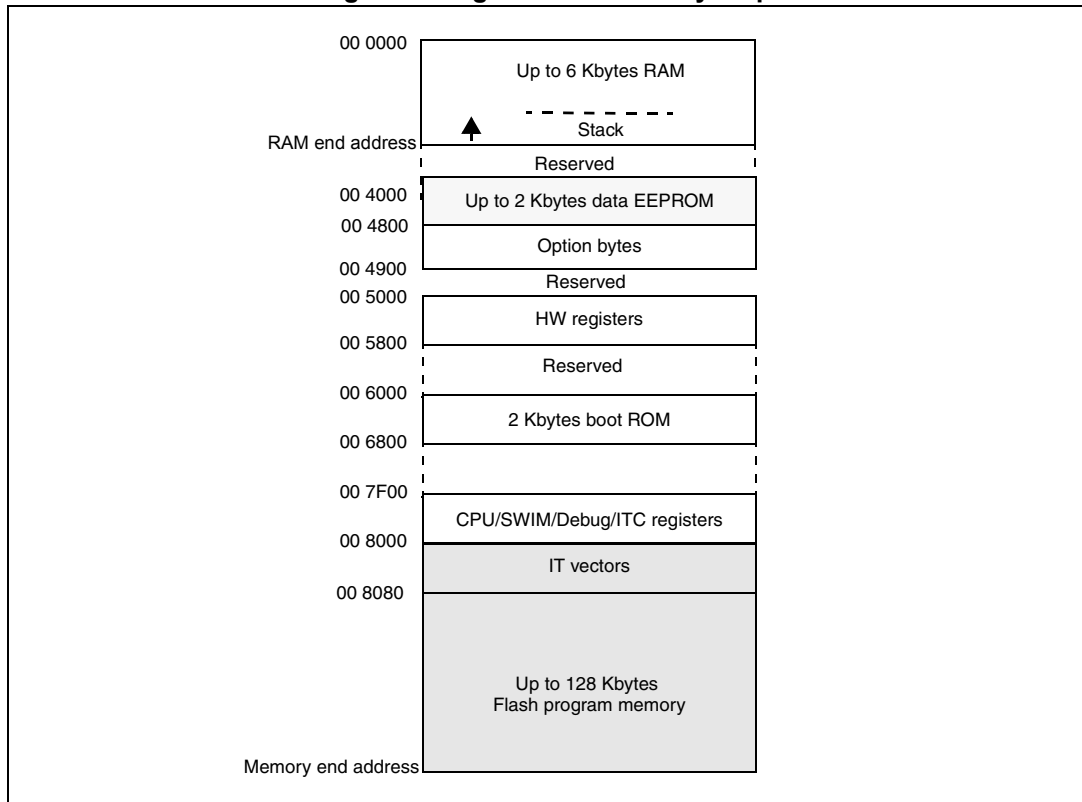 00 0000
Up to 6 Kbytes RAM
Stack
RAM end address
Reserved
00 4000
Up to 2 Kbytes data EEPROM
00 4800
Option bytes
00 4900
Reserved
00 5000
HW registers
00 5800
Reserved
00 6000
2 Kbytes boot ROM
00 6800
00 7F00
CPU/SWIM/Debug/ITC registers
00 8000
IT vectors
00 8080
Up to 128 Kbytes
Flash program memory
Memory end address